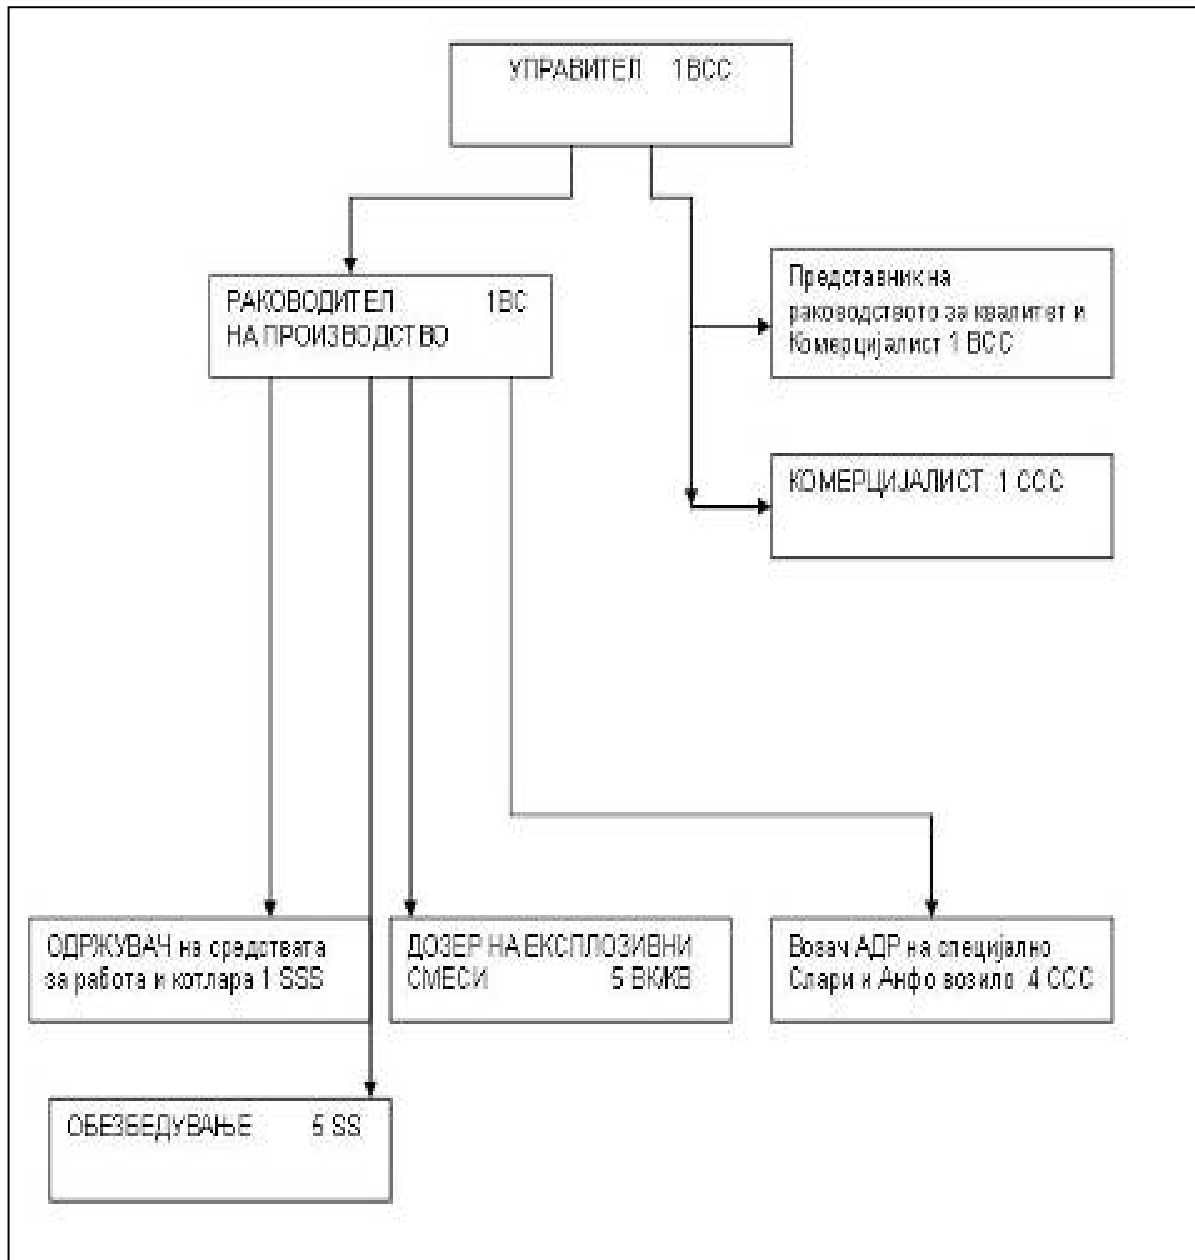 УПРАВИТЕЛ 1ВСС
РАКОВОДИТЕЛ 1ВС
НА ПРОИЗВОДСТВО
Представник на
раководството за квалитет и
Комерцијалист 1 ВСС
КОМЕРЦИЈАЛИСТ 1 ССС
ОДРЖУВАЧ на средствата
за работа и котлара 1 SSS
ДОЗЕР НА ЕКСПЛОЗИВНИ
СМЕСИ 5 ВК/КВ
Возач АДР на специјално
Слари и Анфо возило 4 ССС
ОБЕЗБЕДУВАЊЕ 5 SS